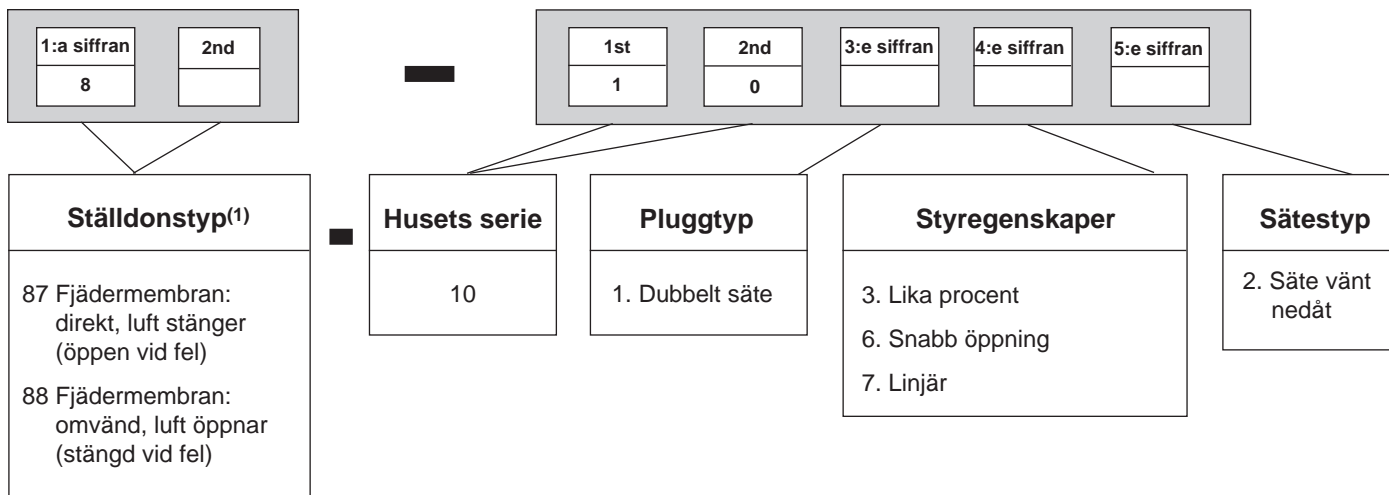 1:a siffran
8
2nd
1st
1
2nd
0
3:e siffran
4:e siffran
5:e siffran
Ställdonstyp(1)
87 Fjädermembran:
direkt, luft stänger
(öppen vid fel)
88 Fjädermembran:
omvänd, luft öppnar
(stängd vid fel)
Husets serie
10
Pluggtyp
1. Dubbelt säte
Styregenskaper
3. Lika procent
6. Snabb öppning
7. Linjär
Sätestyp
2. Säte vänt
nedåt